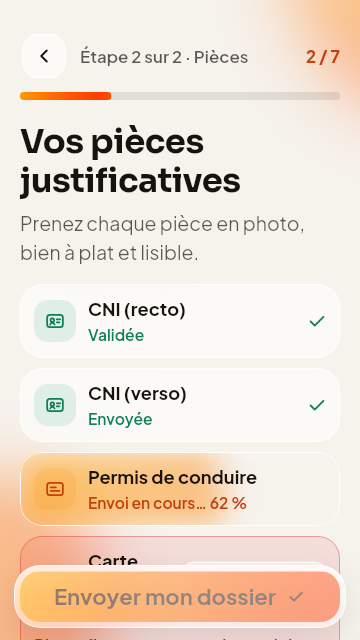 Étape 2 sur 2 · Pièces
2 / 7
Vos pièces
justificatives
Prenez chaque pièce en photo,
bien à plat et lisible.
CNI (recto)
Validée
CNI (verso)
Envoyée
Permis de conduire
Envoi en cours… 62 %
Carte
Envoyer mon dossier